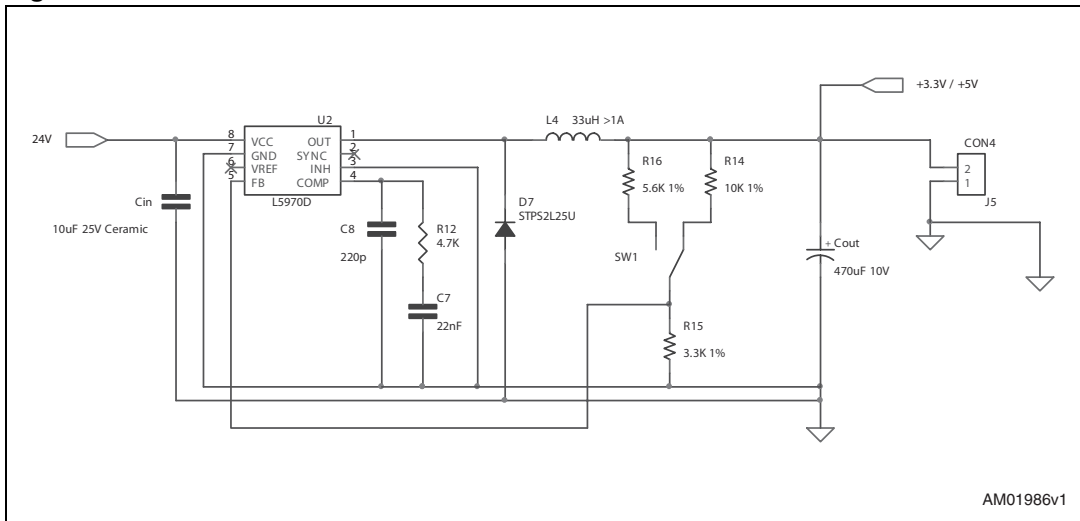 +3.3V / +5V
24V
U2
8 VCC OUT 1
7 GND SYNC 2
6 VREF INH 3
5 FB COMP 4
L5970D
L4 33uH >1A
R16
5.6K 1%
R14
10K 1%
CON4
2
1
J5
Cin
10uF 25V Ceramic
C8
220p
R12
4.7K
C7
22nF
D7
STPS2L25U
SW1
R15
3.3K 1%
+ Cout
470uF 10V
AM01986v1